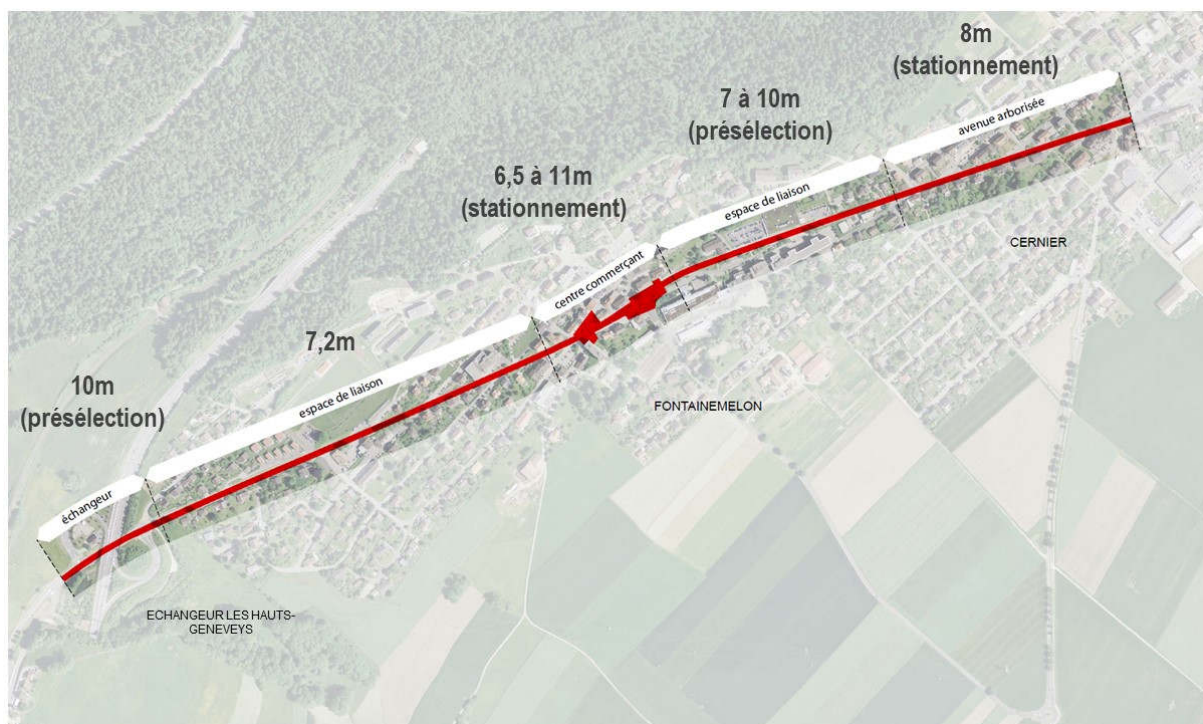 8m
(stationnement)
7 à 10m
(présélection)
avenue arborisée
6,5 à 11m
(stationnement)
espace de liaison
CERNIER
centre commerçant
7,2m
10m
(présélection)
espace de liaison
FONTAINEMELON
échangeur
ECHANGEUR LES HAUTS-
GENEVEYS